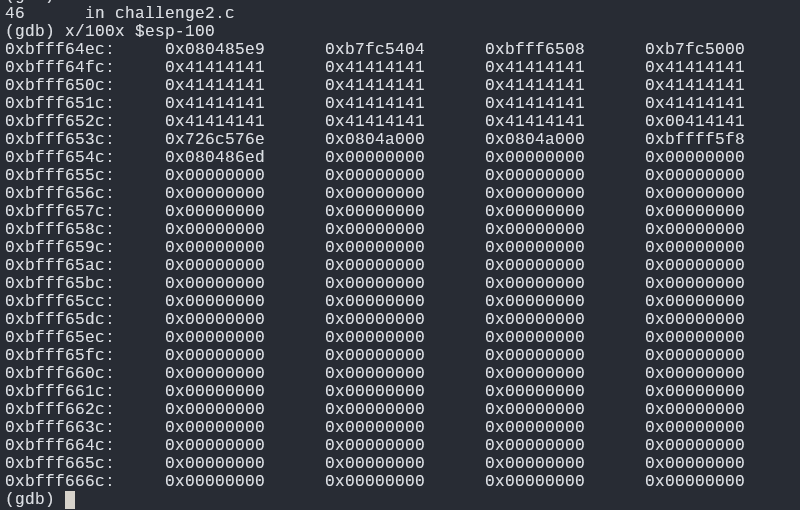 46      in challenge2.c
(gdb) x/100x $esp-100
0xbfff64ec:     0x080485e9      0xb7fc5404      0xbfff6508      0xb7fc5000
0xbfff64fc:     0x41414141      0x41414141      0x41414141      0x41414141
0xbfff650c:     0x41414141      0x41414141      0x41414141      0x41414141
0xbfff651c:     0x41414141      0x41414141      0x41414141      0x41414141
0xbfff652c:     0x41414141      0x41414141      0x41414141      0x00414141
0xbfff653c:     0x726c576e      0x0804a000      0x0804a000      0xbffff5f8
0xbfff654c:     0x080486ed      0x00000000      0x00000000      0x00000000
0xbfff655c:     0x00000000      0x00000000      0x00000000      0x00000000
0xbfff656c:     0x00000000      0x00000000      0x00000000      0x00000000
0xbfff657c:     0x00000000      0x00000000      0x00000000      0x00000000
0xbfff658c:     0x00000000      0x00000000      0x00000000      0x00000000
0xbfff659c:     0x00000000      0x00000000      0x00000000      0x00000000
0xbfff65ac:     0x00000000      0x00000000      0x00000000      0x00000000
0xbfff65bc:     0x00000000      0x00000000      0x00000000      0x00000000
0xbfff65cc:     0x00000000      0x00000000      0x00000000      0x00000000
0xbfff65dc:     0x00000000      0x00000000      0x00000000      0x00000000
0xbfff65ec:     0x00000000      0x00000000      0x00000000      0x00000000
0xbfff65fc:     0x00000000      0x00000000      0x00000000      0x00000000
0xbfff660c:     0x00000000      0x00000000      0x00000000      0x00000000
0xbfff661c:     0x00000000      0x00000000      0x00000000      0x00000000
0xbfff662c:     0x00000000      0x00000000      0x00000000      0x00000000
0xbfff663c:     0x00000000      0x00000000      0x00000000      0x00000000
0xbfff664c:     0x00000000      0x00000000      0x00000000      0x00000000
0xbfff665c:     0x00000000      0x00000000      0x00000000      0x00000000
0xbfff666c:     0x00000000      0x00000000      0x00000000      0x00000000
(gdb)